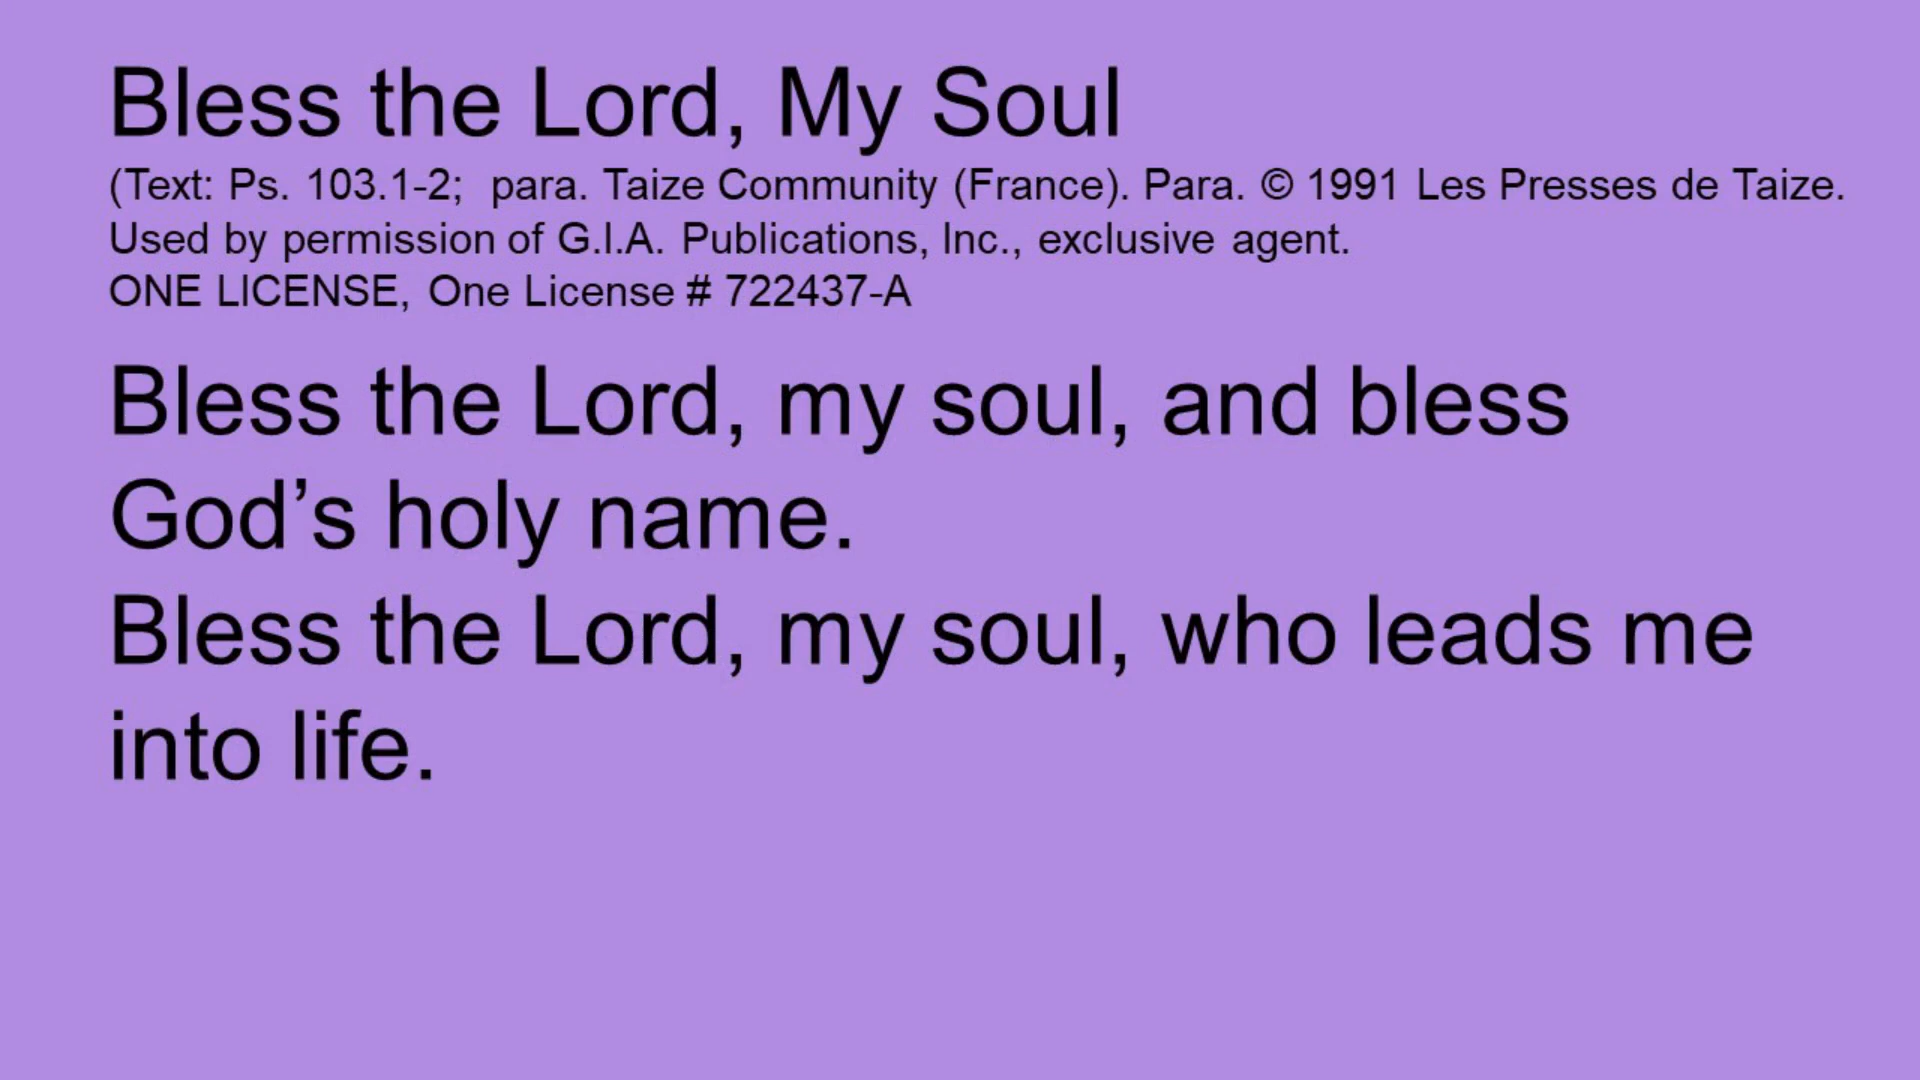 Bless the Lord, My Soul
(Text: Ps. 103.1-2;  para. Taize Community (France). Para. © 1991 Les Presses de Taize.
Used by permission of G.I.A. Publications, Inc., exclusive agent.
ONE LICENSE, One License # 722437-A
Bless the Lord, my soul, and bless
God’s holy name.
Bless the Lord, my soul, who leads me
into life.